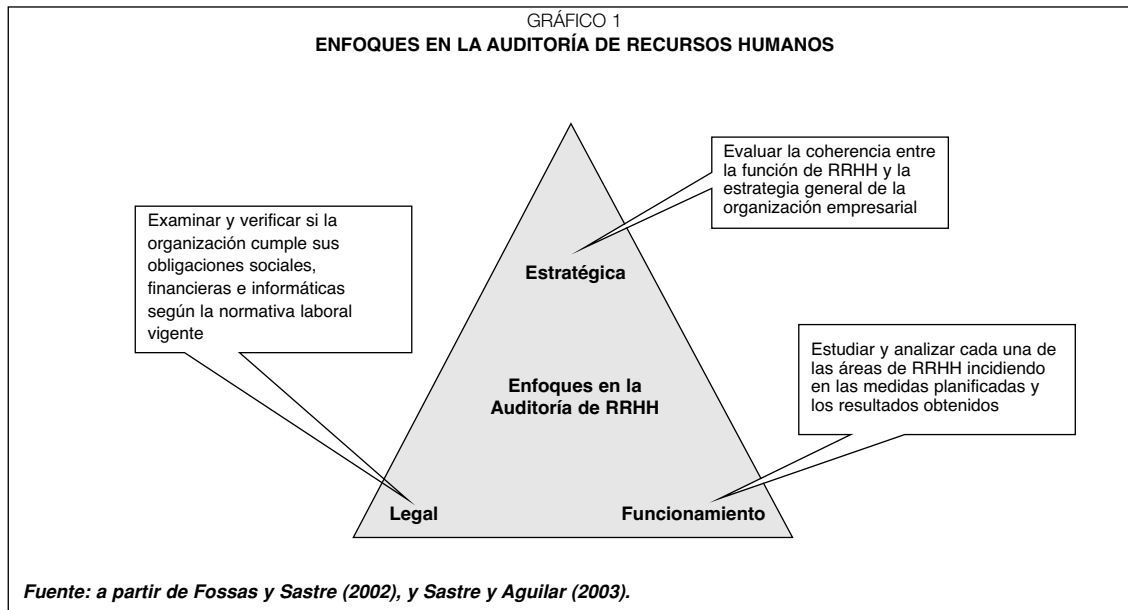 GRÁFICO 1
ENFOQUES EN LA AUDITORÍA DE RECURSOS HUMANOS
Evaluar la coherencia entre
la función de RRHH y la
estrategia general de la
organización empresarial
Examinar y verificar si la
organización cumple sus
obligaciones sociales,
financieras e informáticas
según la normativa laboral
vigente
Estratégica
Estudiar y analizar cada una de
las áreas de RRHH incidiendo
en las medidas planificadas y
los resultados obtenidos
Enfoques en la
Auditoría de RRHH
Legal
Funcionamiento
Fuente: a partir de Fossas y Sastre (2002), y Sastre y Aguilar (2003).